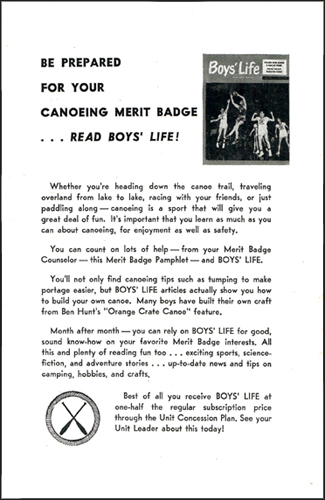 BE PREPARED
FOR YOUR
CANOEING MERIT BADGE
. . . READ BOYS' LIFE!
Boys' Life
Whether you're heading down the canoe trail, traveling
overland from lake to lake, racing with your friends, or just
paddling along — canoeing is a sport that will give you a
great deal of fun. It's important that you learn as much as you
can about canoeing, for enjoyment as well as safety.
You can count on lots of help — from your Merit Badge
Counselor — this Merit Badge Pamphlet — and BOYS' LIFE.
You'll not only find canoeing tips such as tumping to make
portage easier, but BOYS' LIFE articles actually show you how
to build your own canoe. Many boys have built their own craft
from Ben Hunt's "Orange Crate Canoe" feature.
Month after month — you can rely on BOYS' LIFE for good,
sound know-how on your favorite Merit Badge interests. All
this and plenty of reading fun too . . . exciting sports, science-
fiction, and adventure stories . . . up-to-date news and tips on
camping, hobbies, and crafts.
Best of all you receive BOYS' LIFE at
one-half the regular subscription price
through the Unit Concession Plan. See your
Unit Leader about this today!